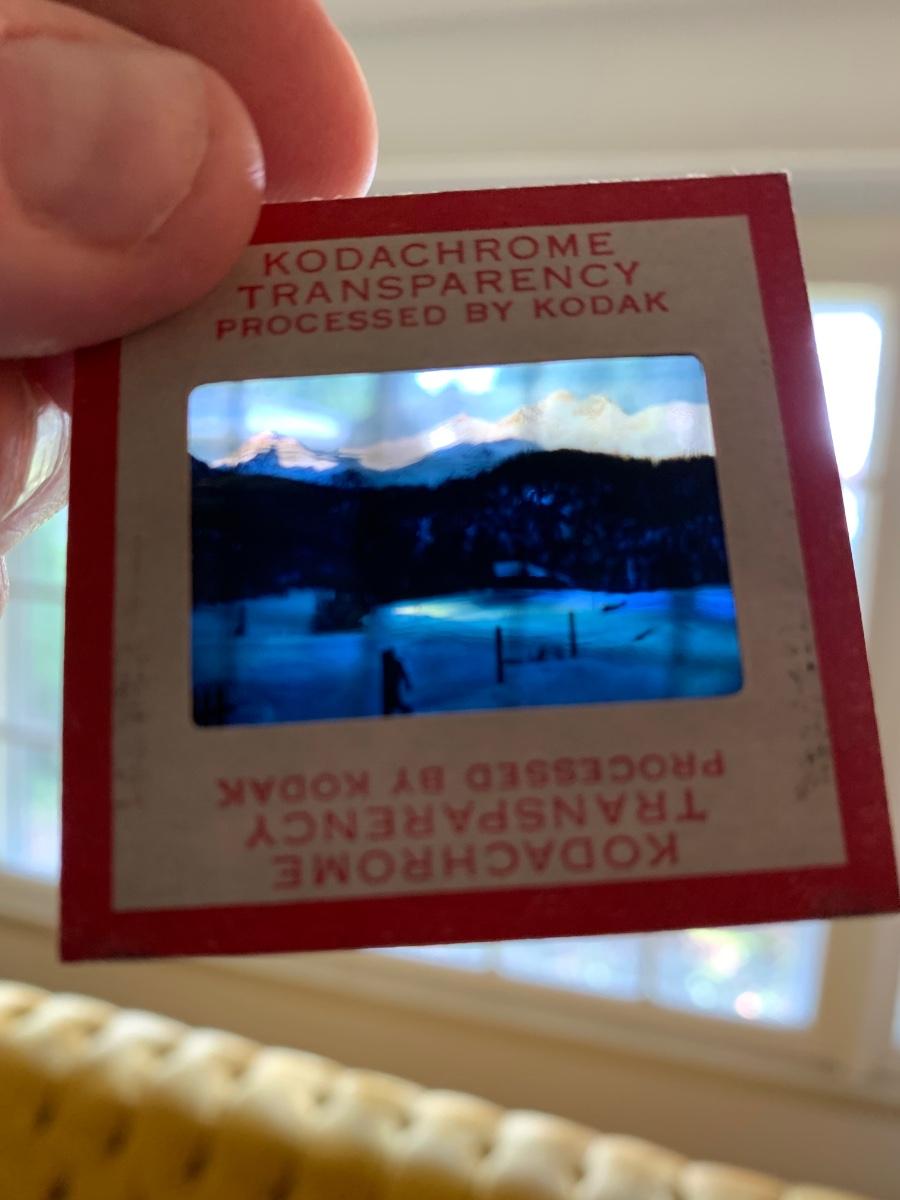 KODACHROME
TRANSPARENCY
PROCESSED BY KODAK
PROCESSED BY KODAK
TRANSPARENCY
KODACHROME